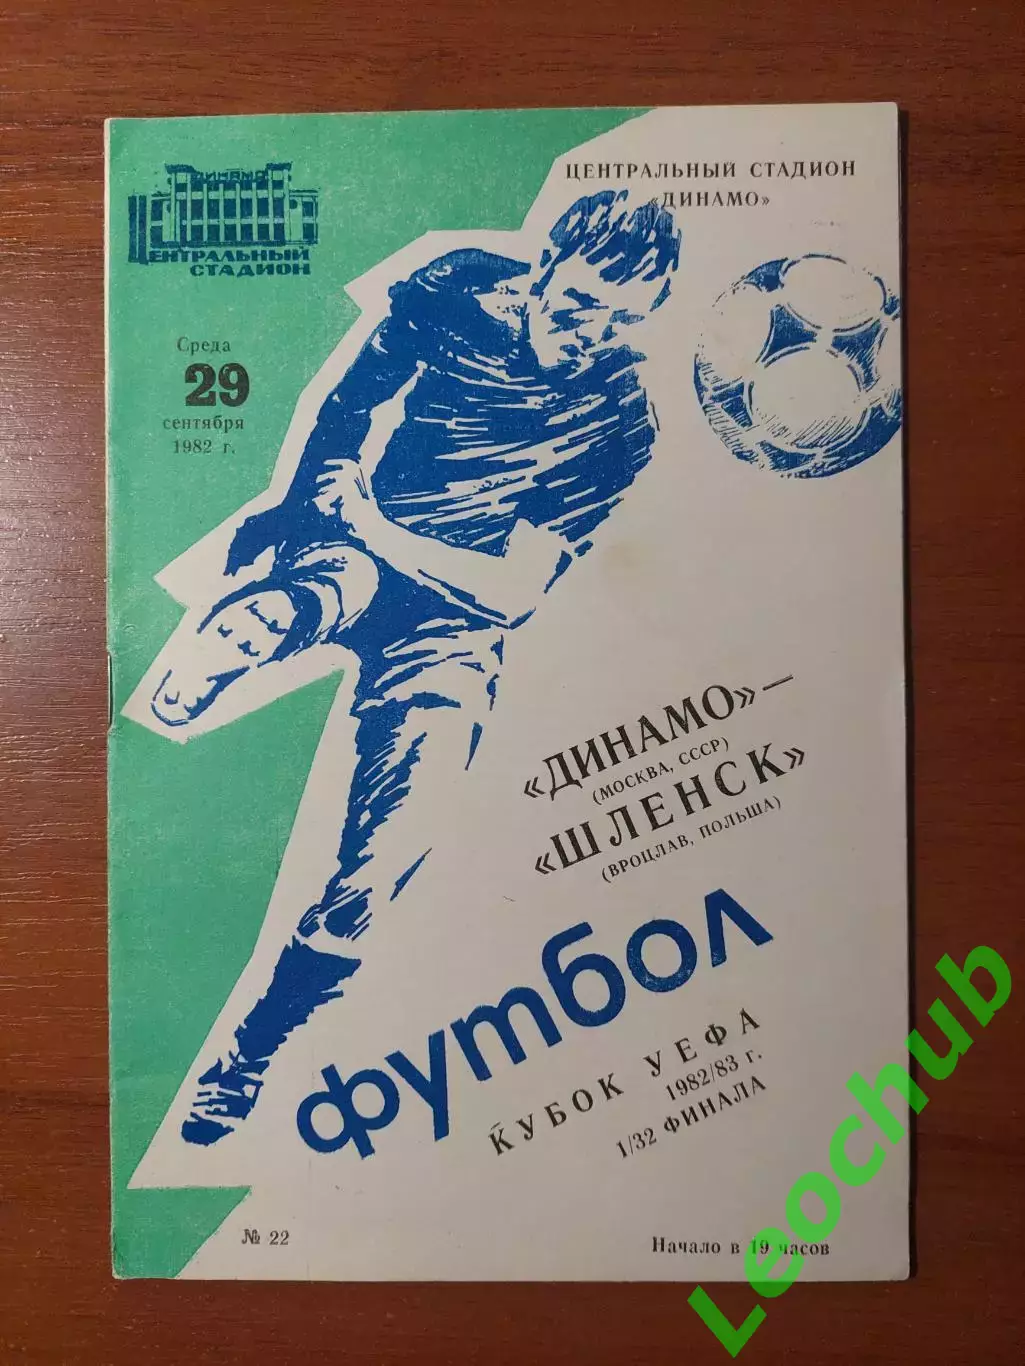 ДИНАМО
ЦЕНТРАЛЬНЫЙ
СТАДИОН
ЦЕНТРАЛЬНЫЙ СТАДИОН
«ДИНАМО»
Среда
29
сентября
1982 г.
«ДИНАМО»—
(МОСКВА, СССР)
«ШЛЕНСК»
(ВРОЦЛАВ, ПОЛЬША)
футбол
КУБОК УЕФА
1982/83 г.
1/32 ФИНАЛА
№ 22
Начало в 19 часов
Leochub